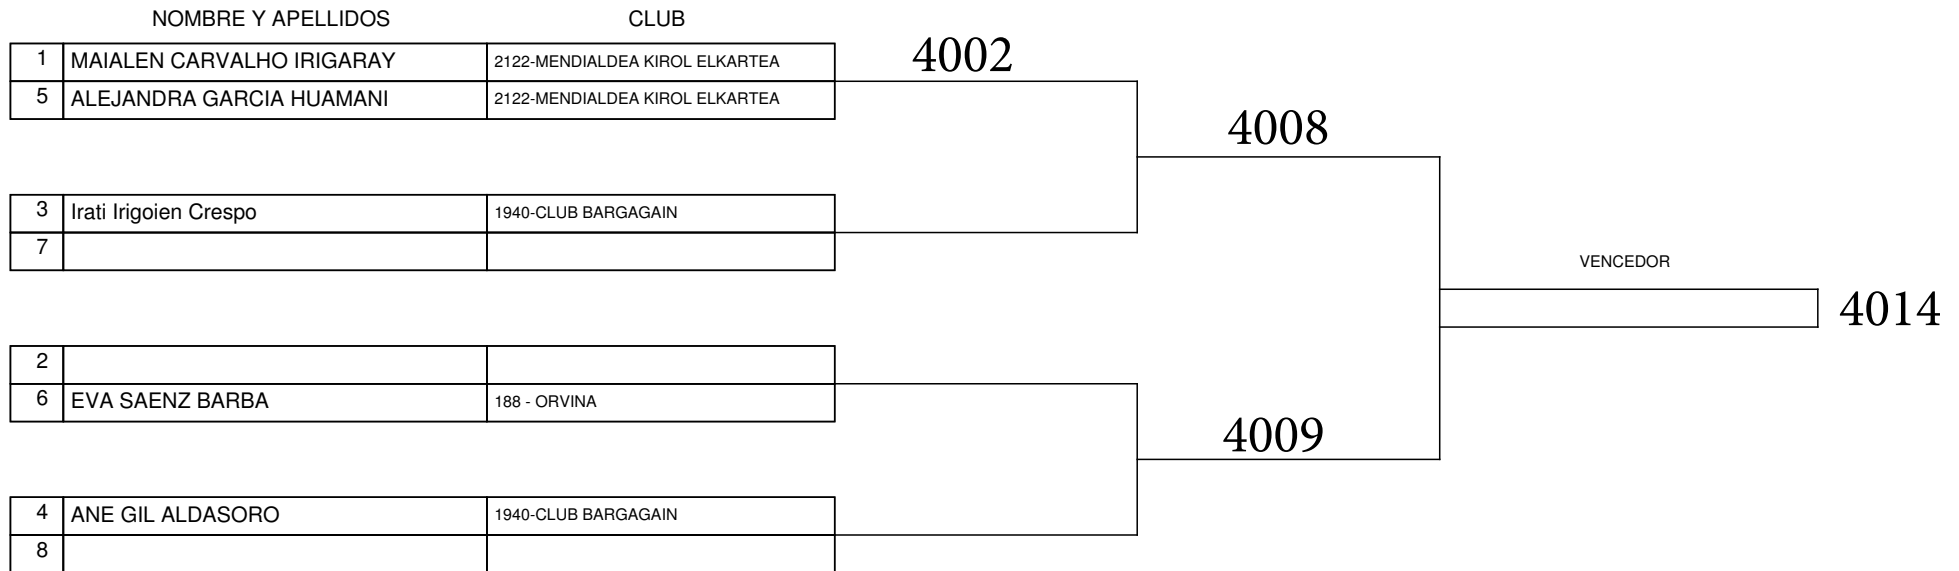 NOMBRE Y APELLIDOS CLUB
1 MAIALEN CARVALHO IRIGARAY 2122-MENDIALDEA KIROL ELKARTEA 4002
5 ALEJANDRA GARCIA HUAMANI 2122-MENDIALDEA KIROL ELKARTEA
4008
3 Irati Irigoien Crespo 1940-CLUB BARGAGAIN
7
VENCEDOR
4014
2
6 EVA SAENZ BARBA 188 - ORVINA
4009
4 ANE GIL ALDASORO 1940-CLUB BARGAGAIN
8